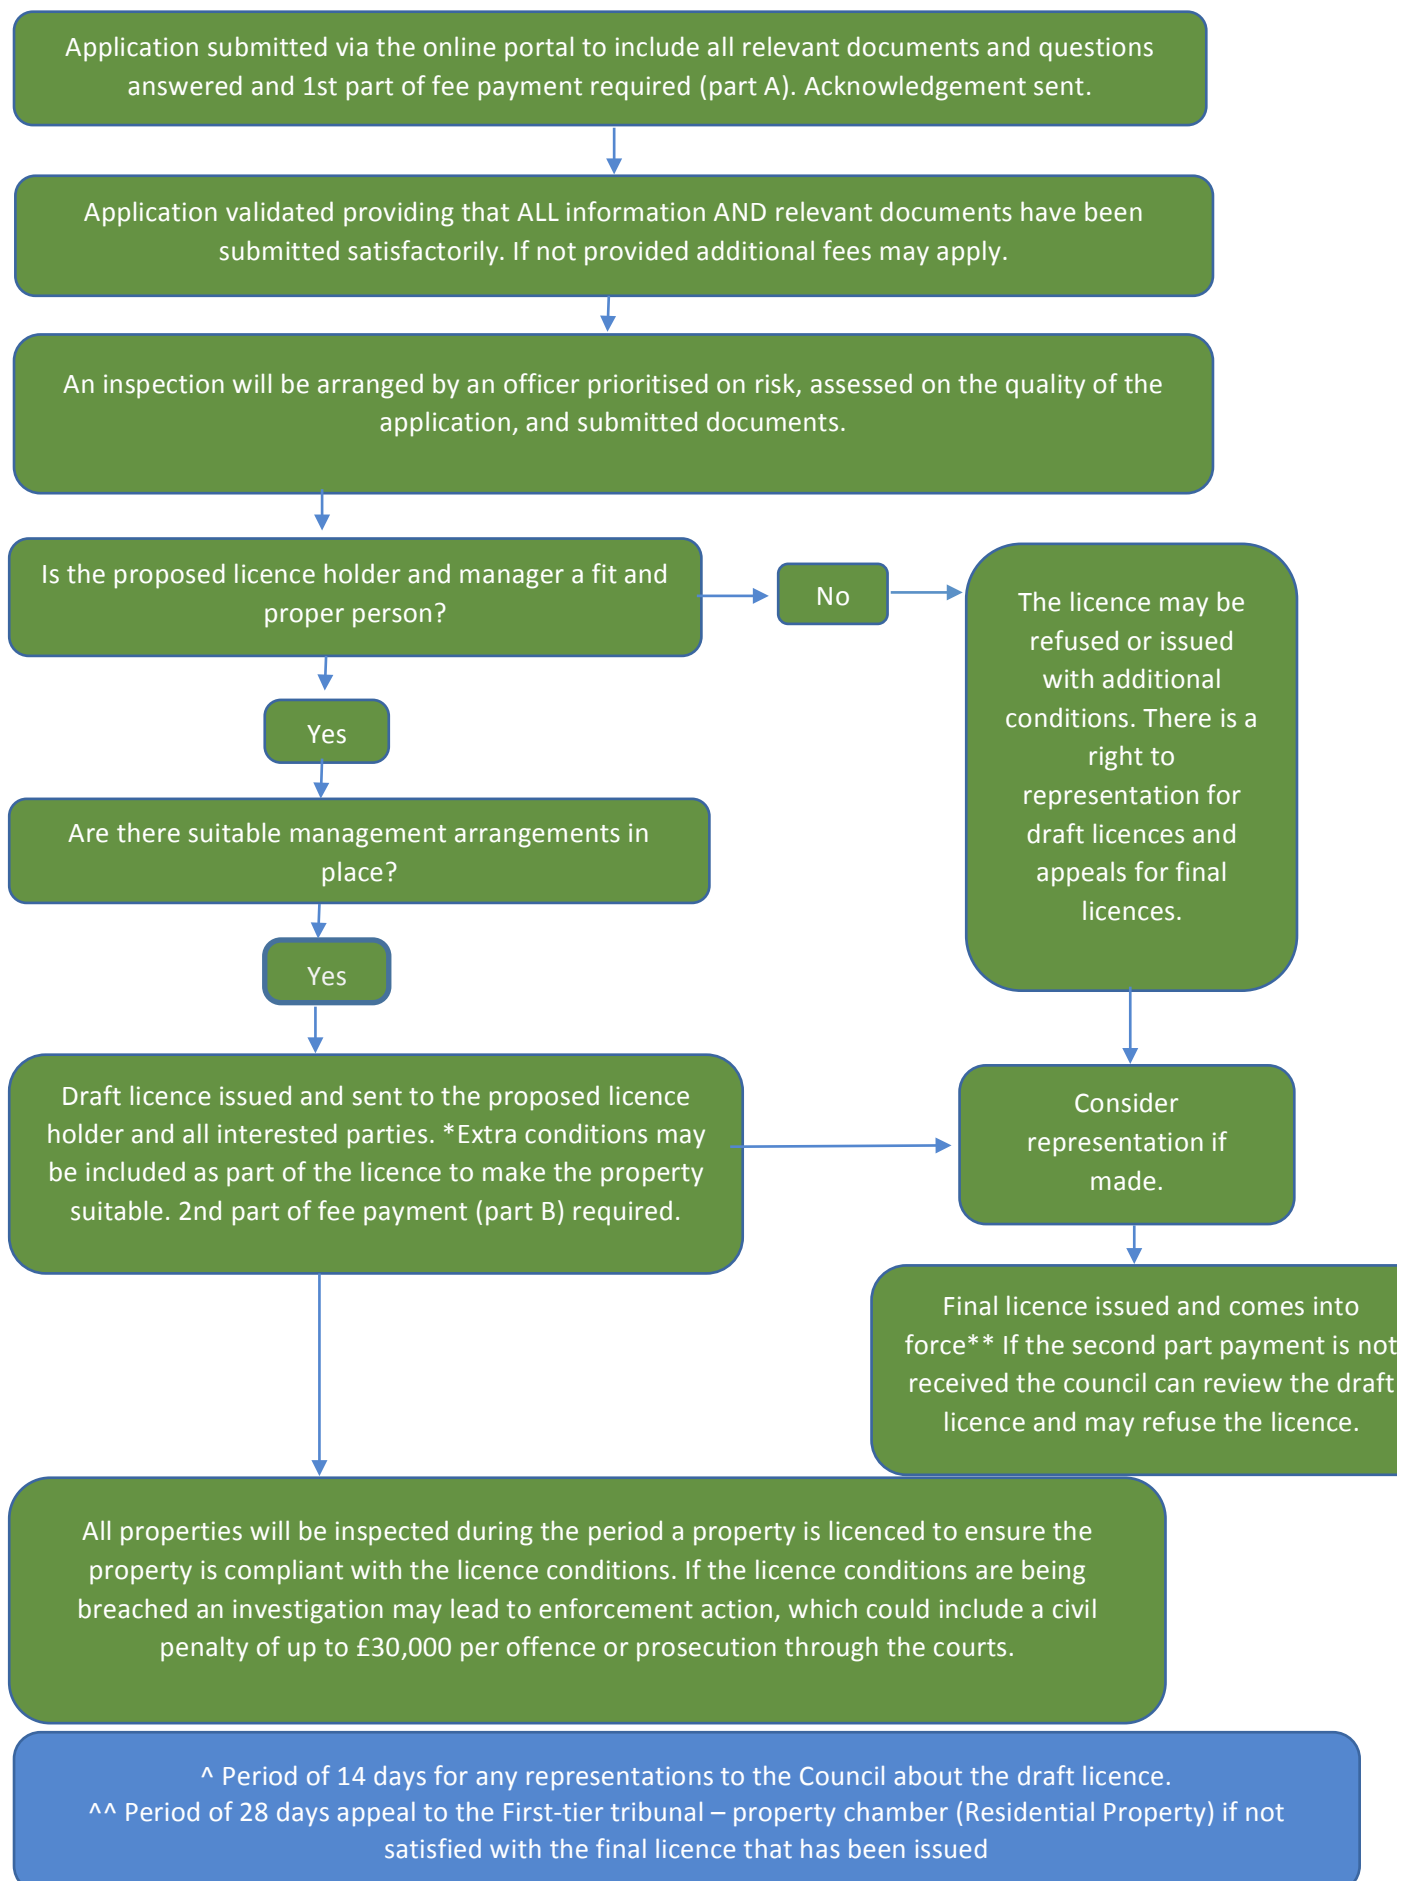 Application submitted via the online portal to include all relevant documents and questions
answered and 1st part of fee payment required (part A). Acknowledgement sent.
Application validated providing that ALL information AND relevant documents have been
submitted satisfactorily. If not provided additional fees may apply.
An inspection will be arranged by an officer prioritised on risk, assessed on the quality of the
application, and submitted documents.
Is the proposed licence holder and manager a fit and
proper person?
No
The licence may be
refused or issued
with additional
conditions. There is a
right to
representation for
draft licences and
appeals for final
licences.
Yes
Are there suitable management arrangements in
place?
Yes
Draft licence issued and sent to the proposed licence
holder and all interested parties. *Extra conditions may
be included as part of the licence to make the property
suitable. 2nd part of fee payment (part B) required.
Consider
representation if
made.
Final licence issued and comes into
force** If the second part payment is not
received the council can review the draft
licence and may refuse the licence.
All properties will be inspected during the period a property is licenced to ensure the
property is compliant with the licence conditions. If the licence conditions are being
breached an investigation may lead to enforcement action, which could include a civil
penalty of up to £30,000 per offence or prosecution through the courts.
^ Period of 14 days for any representations to the Council about the draft licence.
^^ Period of 28 days appeal to the First-tier tribunal – property chamber (Residential Property) if not
satisfied with the final licence that has been issued